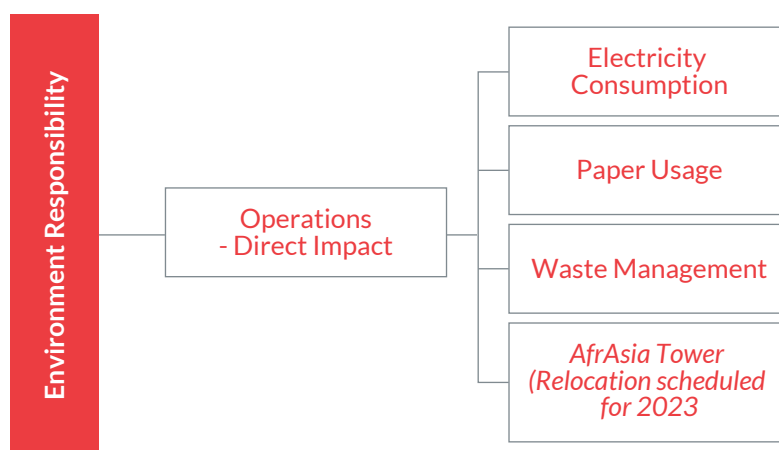 Environment Responsibility
Operations
- Direct Impact
Electricity
Consumption
Paper Usage
Waste Management
AfrAsia Tower
(Relocation scheduled
for 2023